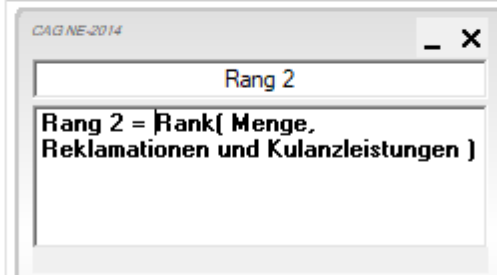 CAG NE-2014
Rang 2
Rang 2 = Rank( Menge,
Reklamationen und Kulanzleistungen )